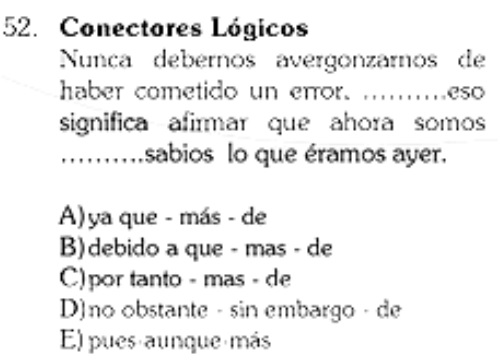 52. Conectores Lógicos
Nunca debemos avergonzarnos de
haber cometido un error. ..........eso
significa afirmar que ahora somos
..........sabios lo que éramos ayer.
A)ya que - más - de
B)debido a que - mas - de
C)por tanto - mas - de
D)no obstante - sin embargo - de
E)pues-aunque-más